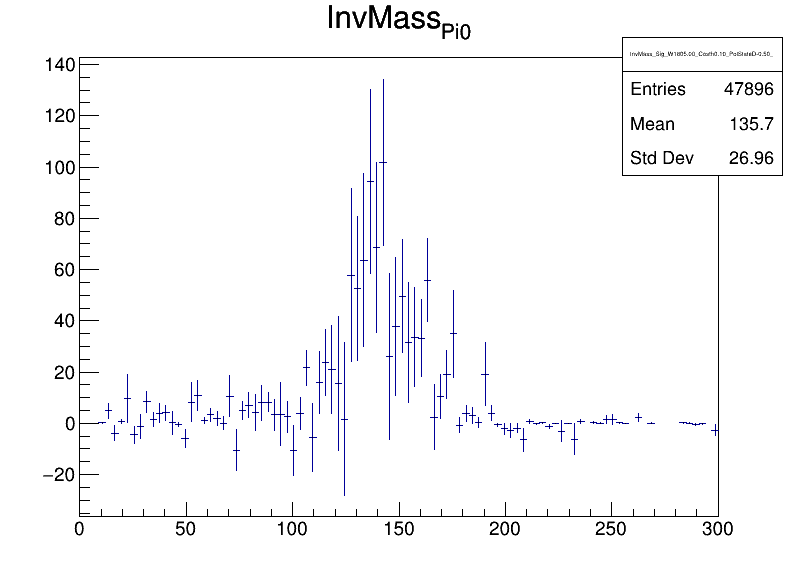 InvMass_Pi0
InvMass_Sig_W1605.00_Costh0.10_PolStateD-0.50_
Entries 47896
Mean 135.7
Std Dev 26.96
140
120
100
80
60
40
20
0
−20
0 50 100 150 200 250 300